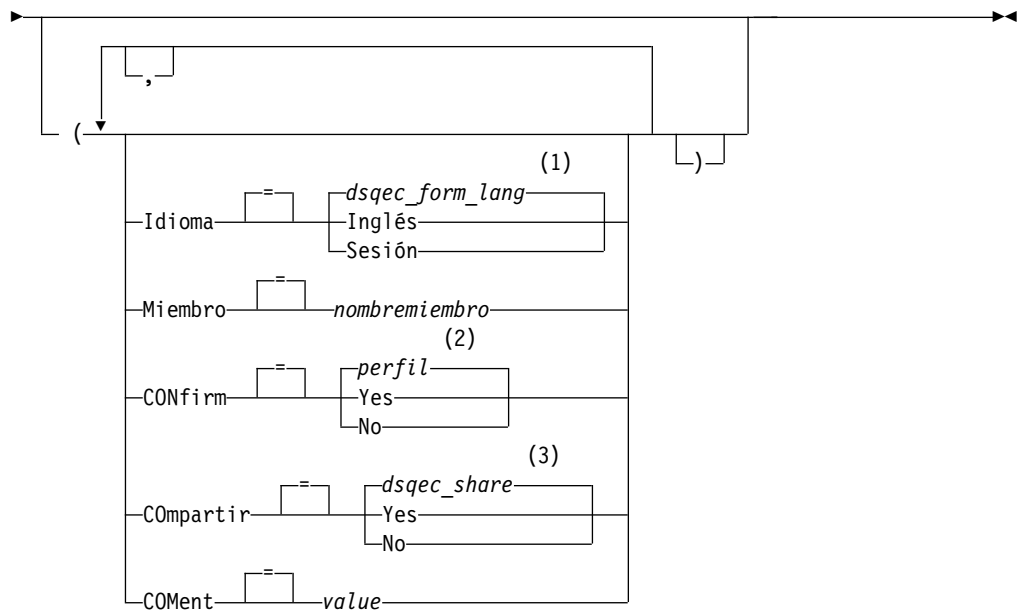 ,
(
)
(1)
= dsqec_form_lang
Idioma Inglés
Sesión
=
Miembro nombremiembro
(2)
= perfil
CONfirm Yes
No
(3)
= dsqec_share
COmpartir Yes
No
=
COMent value